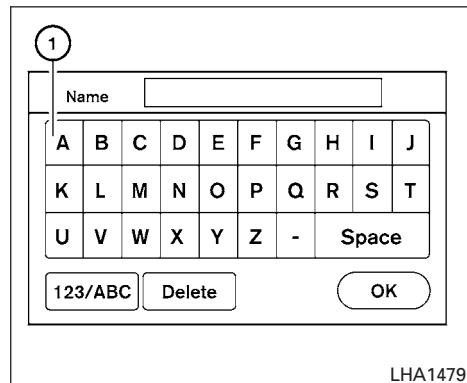 1
Name
A B C D E F G H I J
K L M N O P Q R S T
U V W X Y Z - Space
123/ABC Delete OK
LHA1479